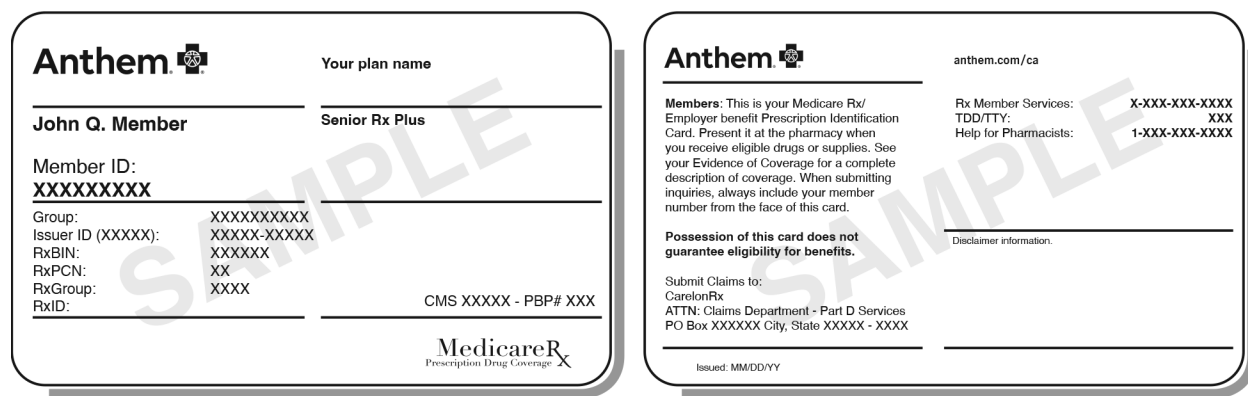 Anthem
Your plan name
John Q. Member
Senior Rx Plus
Member ID:
XXXXXXXXX
Group: XXXXXXXXXX
Issuer ID (XXXXX): XXXXX-XXXXX
RxBIN: XXXXXX
RxPCN: XX
RxGroup: XXXX
RxID:
CMS XXXXX - PBP# XXX
MedicareRx
Prescription Drug Coverage
SAMPLE
Anthem
anthem.com/ca
Members: This is your Medicare Rx/
Employer benefit Prescription Identification
Card. Present it at the pharmacy when
you receive eligible drugs or supplies. See
your Evidence of Coverage for a complete
description of coverage. When submitting
inquiries, always include your member
number from the face of this card.
Possession of this card does not
guarantee eligibility for benefits.
Submit Claims to:
CarelonRx
ATTN: Claims Department - Part D Services
PO Box XXXXXX City, State XXXXX - XXXX
Issued: MM/DD/YY
Rx Member Services: X-XXX-XXX-XXXX
TDD/TTY: XXX
Help for Pharmacists: 1-XXX-XXX-XXXX
Disclaimer information.
SAMPLE